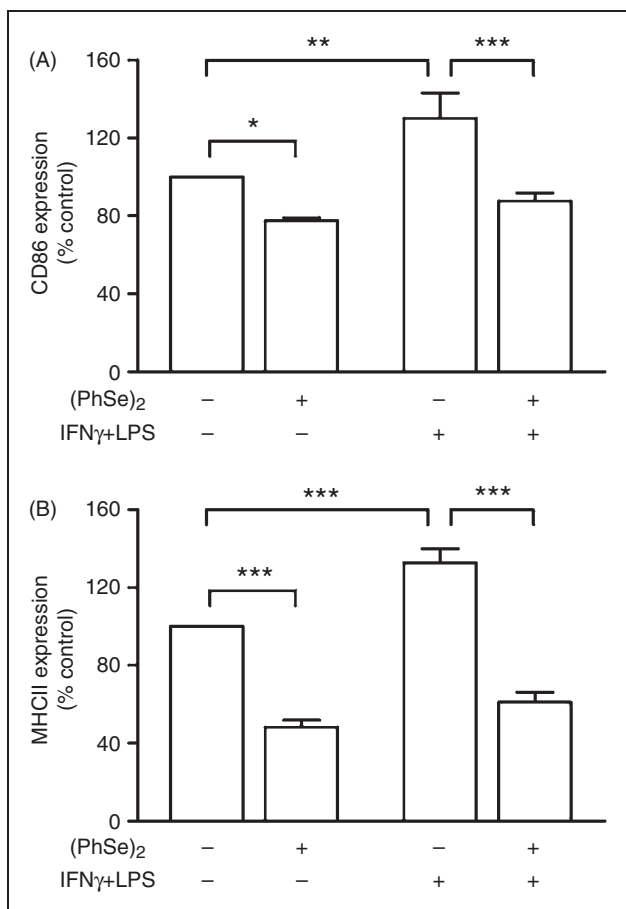 (A)
160
120
80
40
0
CD86 expression
(% control)
**
***
*
(PhSe)2 – + – +
IFNγ+LPS – – + +
(B)
160
120
80
40
0
MHCII expression
(% control)
***
***
***
(PhSe)2 – + – +
IFNγ+LPS – – + +